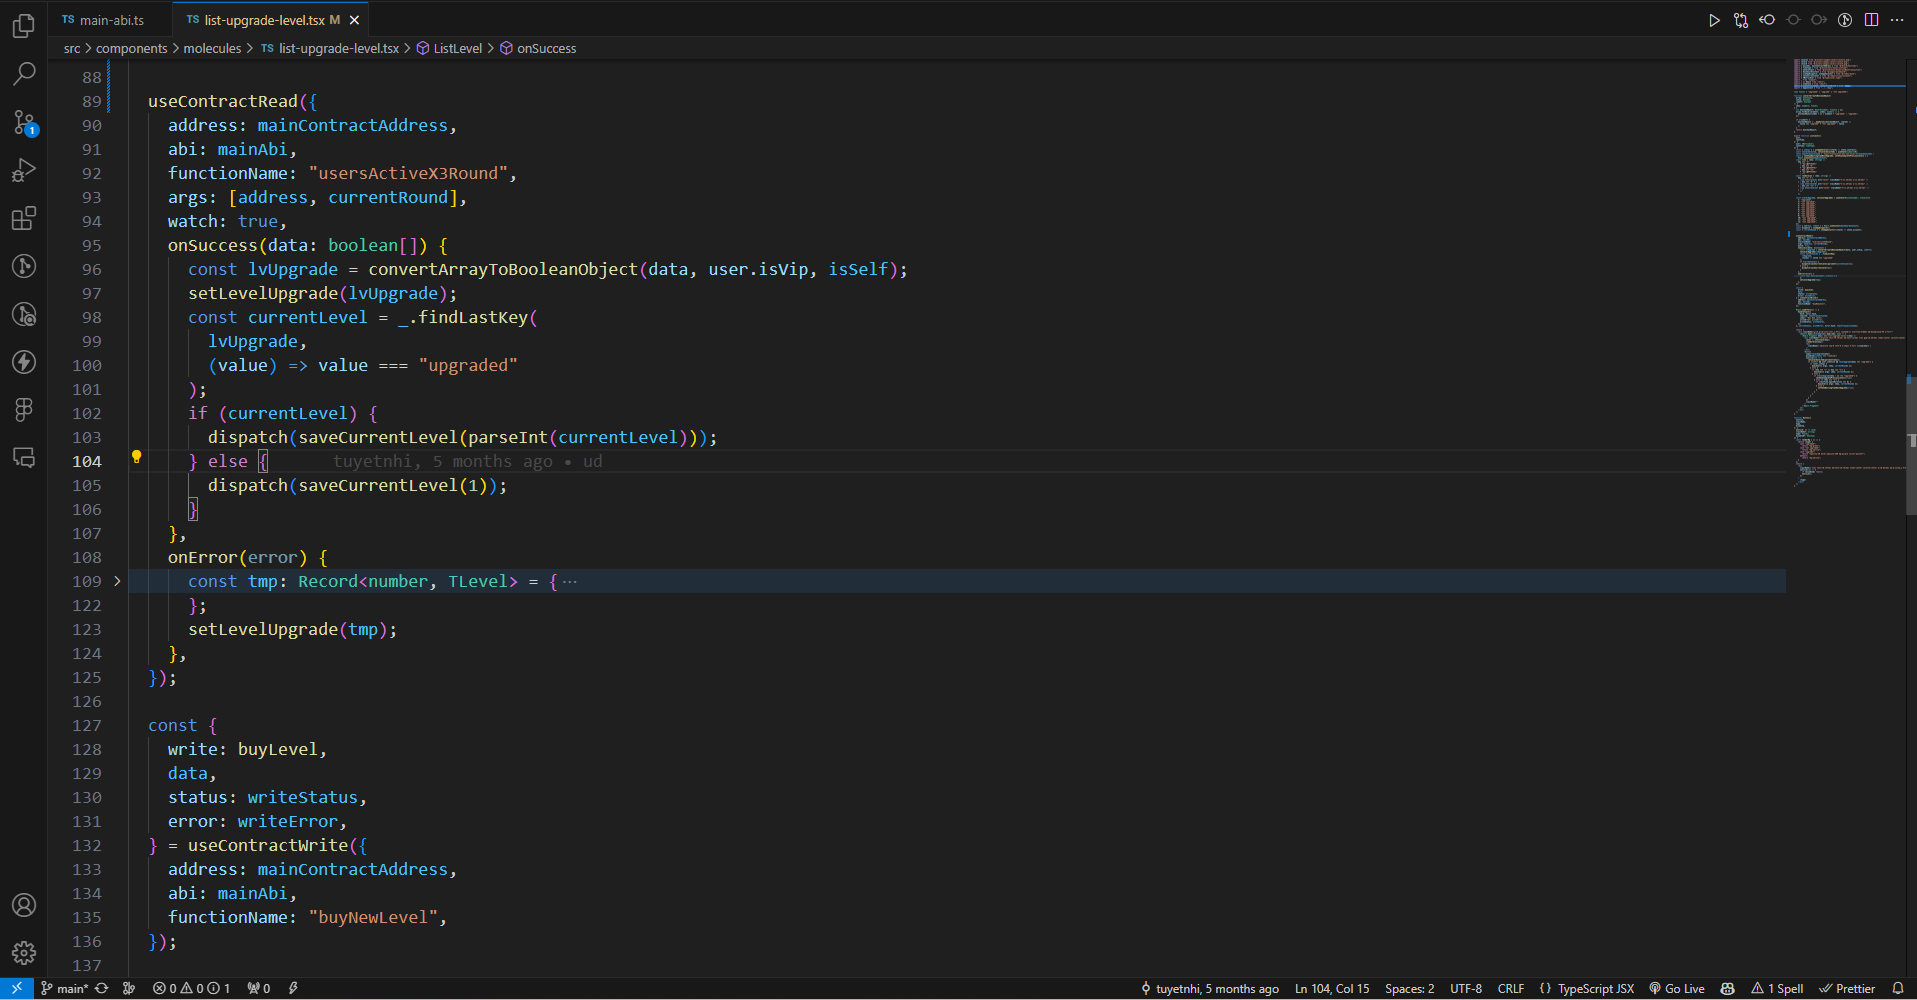 TS main-abi.ts
TS list-upgrade-level.tsx M
src > components > molecules > TS list-upgrade-level.tsx > ListLevel > onSuccess
88
89 useContractRead({
90 address: mainContractAddress,
91 abi: mainAbi,
92 functionName: "usersActiveX3Round",
93 args: [address, currentRound],
94 watch: true,
95 onSuccess(data: boolean[]) {
96 const lvUpgrade = convertArrayToBooleanObject(data, user.isVip, isSelf);
97 setLevelUpgrade(lvUpgrade);
98 const currentLevel = _.findLastKey(
99 lvUpgrade,
100 (value) => value === "upgraded"
101 );
102 if (currentLevel) {
103 dispatch(saveCurrentLevel(parseInt(currentLevel)));
104 } else { tuyetnhi, 5 months ago • ud
105 dispatch(saveCurrentLevel(1));
106 }
107 },
108 onError(error) {
109 const tmp: Record<number, TLevel> = {···
122 };
123 setLevelUpgrade(tmp);
124 },
125 });
126
127 const {
128 write: buyLevel,
129 data,
130 status: writeStatus,
131 error: writeError,
132 } = useContractWrite({
133 address: mainContractAddress,
134 abi: mainAbi,
135 functionName: "buyNewLevel",
136 });
137
1
main* 0 0 1 0 tuyetnhi, 5 months ago Ln 104, Col 15 Spaces: 2 UTF-8 CRLF {} TypeScript JSX Go Live 1 Spell Prettier